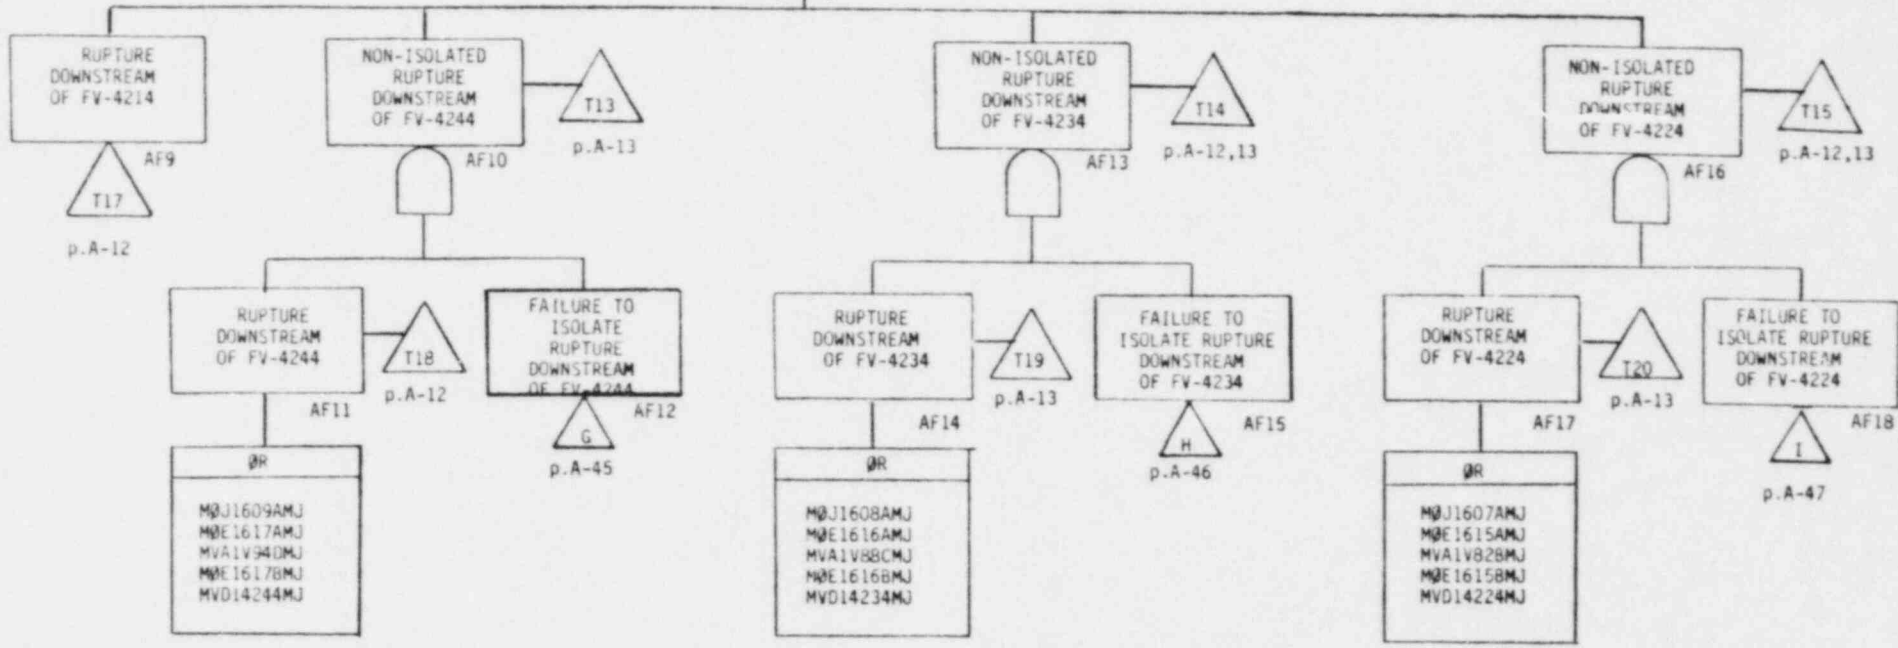 RUPTURE
DOWNSTREAM
OF FV-4214
AF9
T17
p.A-12
NON-ISOLATED
RUPTURE
DOWNSTREAM
OF FV-4244
AF10
T13
p.A-13
NON-ISOLATED
RUPTURE
DOWNSTREAM
OF FV-4234
AF13
T14
p.A-12,13
NON-ISOLATED
RUPTURE
DOWNSTREAM
OF FV-4224
AF16
T15
p.A-12,13
RUPTURE
DOWNSTREAM
OF FV-4244
AF11
T18
p.A-12
FAILURE TO
ISOLATE
RUPTURE
DOWNSTREAM
OF FV-4244
AF12
G
p.A-45
RUPTURE
DOWNSTREAM
OF FV-4234
AF14
T19
p.A-13
FAILURE TO
ISOLATE RUPTURE
DOWNSTREAM
OF FV-4234
AF15
H
p.A-46
RUPTURE
DOWNSTREAM
OF FV-4224
AF17
T20
p.A-13
FAILURE TO
ISOLATE RUPTURE
DOWNSTREAM
OF FV-4224
AF18
I
p.A-47
ØR
MØJ1609AMJ
MØE1617AMJ
MVA1V94DMJ
MØE1617BMJ
MVD14244MJ
ØR
MØJ1608AMJ
MØE1616AMJ
MVA1V88CMJ
MØE1616BMJ
MVD14234MJ
ØR
MØJ1607AMJ
MØE1615AMJ
MVA1V82BMJ
MØE1615BMJ
MVD14224MJ